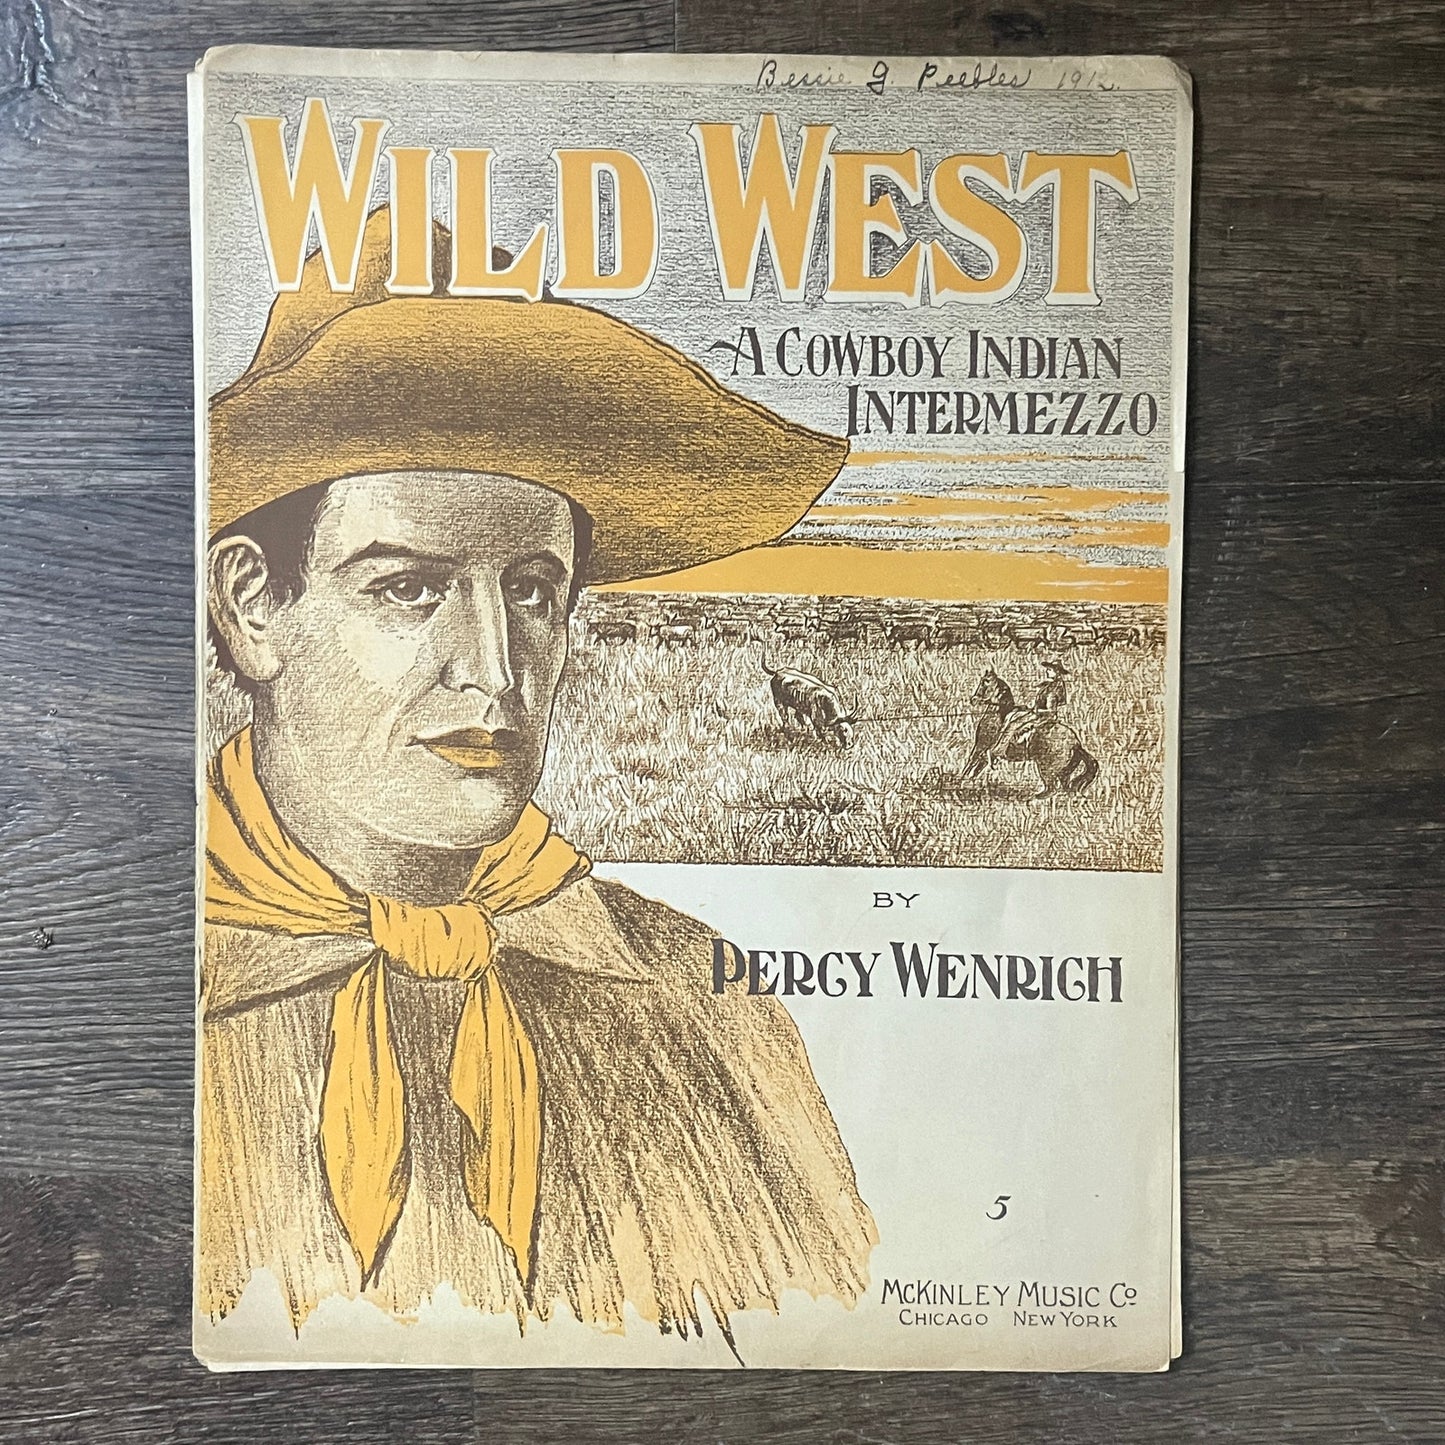 Bessie G. Peebles 1912.
WILD WEST
A COWBOY INDIAN
INTERMEZZO
BY
PERCY WENRICH
5
MCKINLEY MUSIC Co
CHICAGO NEW YORK